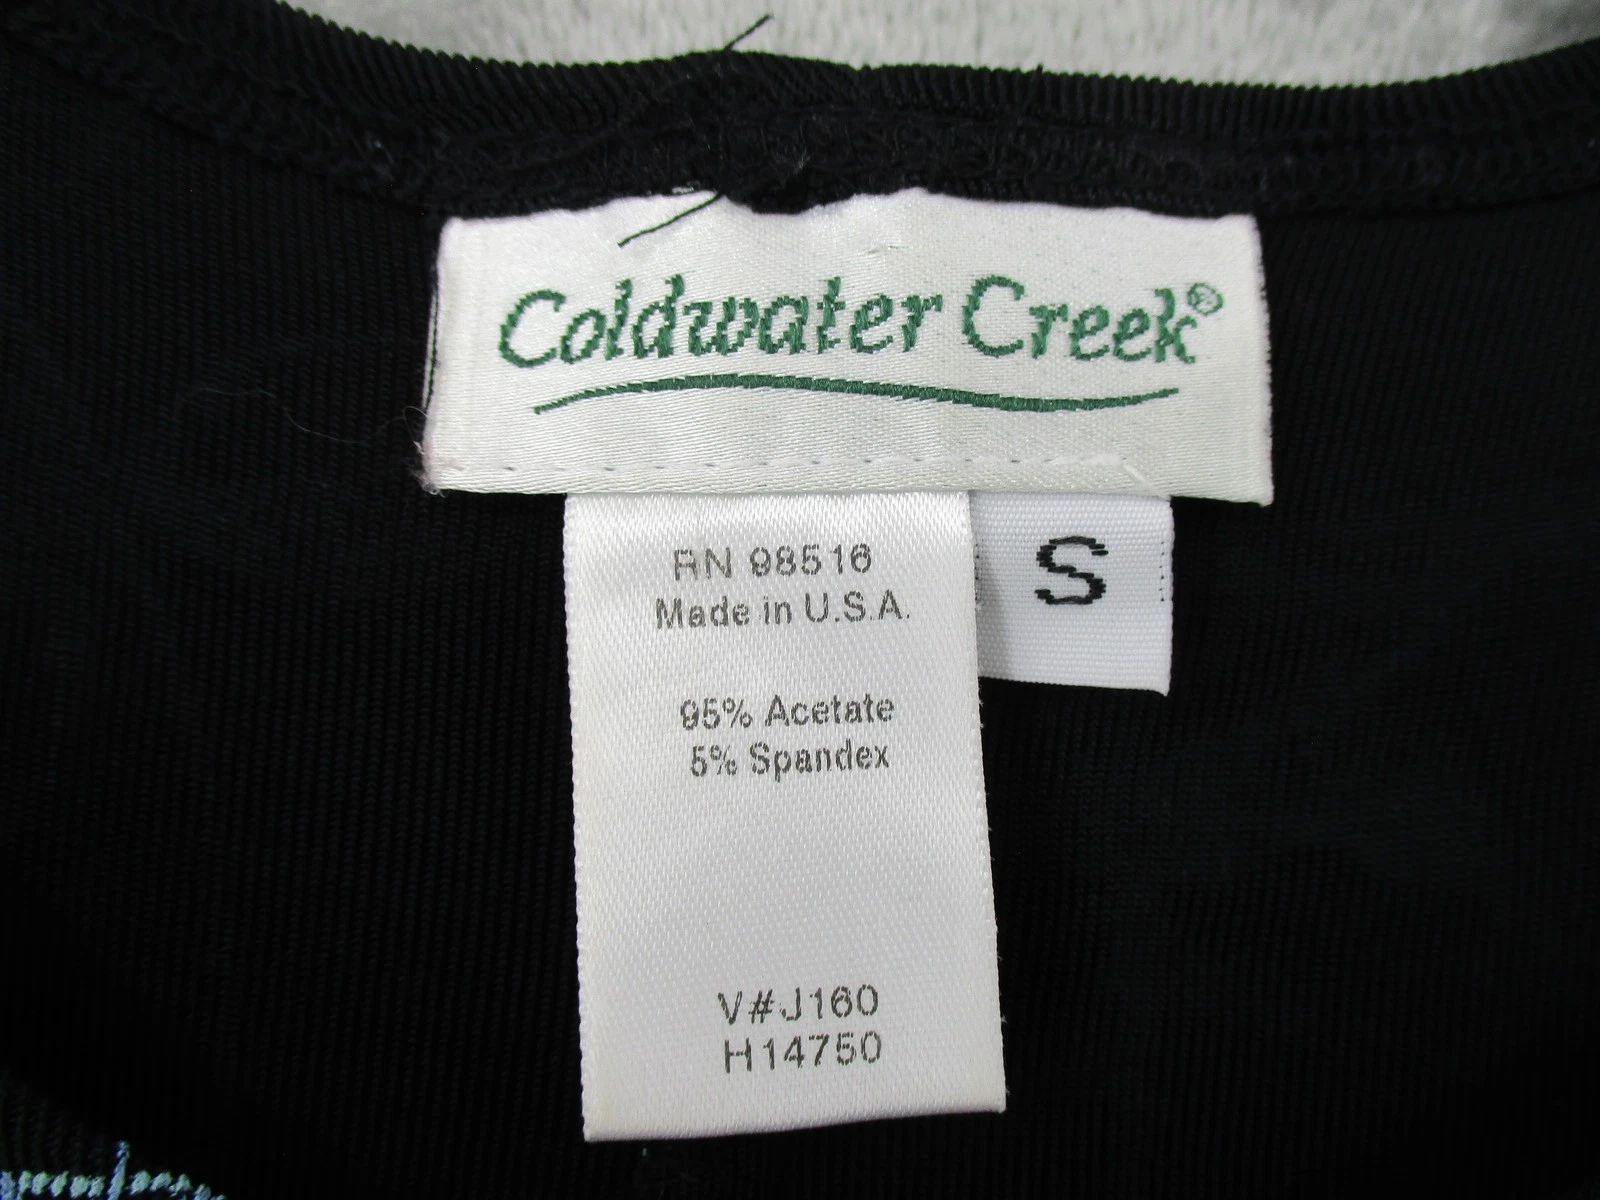 Coldwater Creek®
RN 98516
Made in U.S.A.
S
95% Acetate
5% Spandex
V#J160
H14750